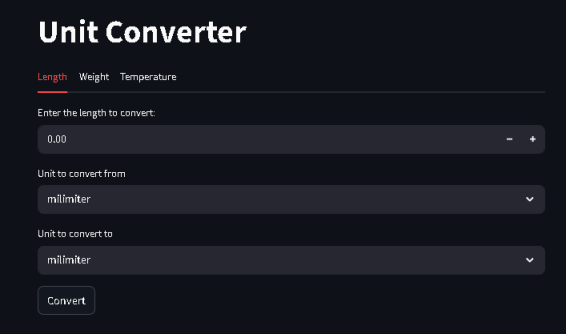 Unit Converter
Length Weight Temperature
Enter the length to convert:
0.00 − +
Unit to convert from
milimiter
Unit to convert to
milimiter
Convert